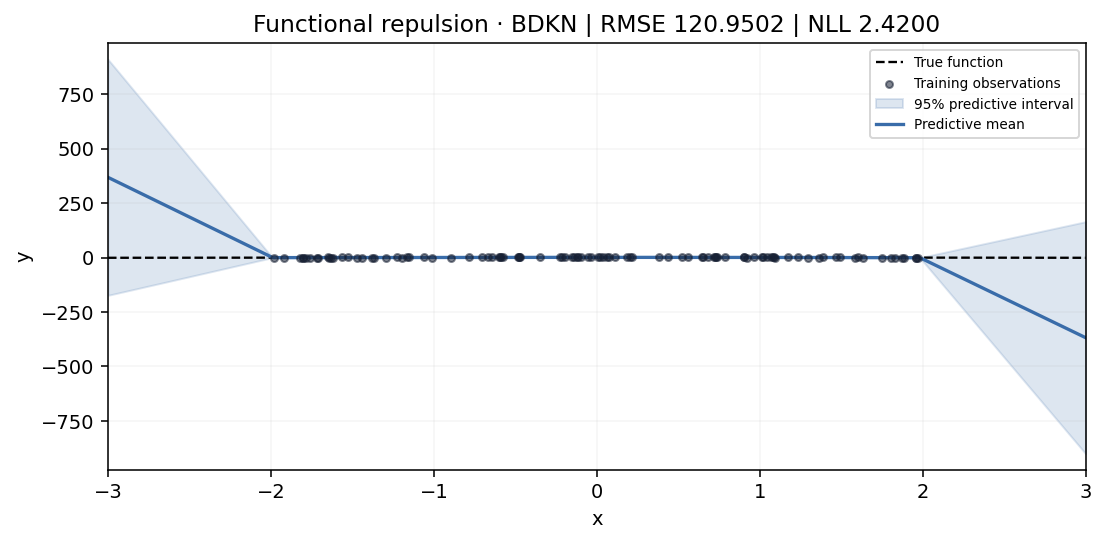 Functional repulsion · BDKN | RMSE 120.9502 | NLL 2.4200
True function
Training observations
95% predictive interval
Predictive mean
y
750
500
250
0
−250
−500
−750
−3 −2 −1 0 1 2 3
x